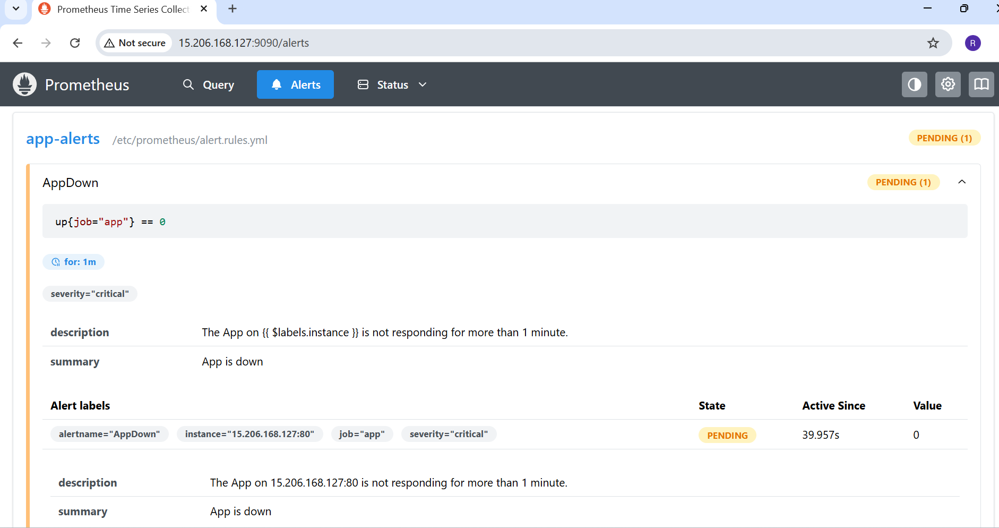 Prometheus Time Series Collect
Not secure 15.206.168.127:9090/alerts R
Prometheus Query Alerts Status
app-alerts /etc/prometheus/alert.rules.yml PENDING (1)
AppDown PENDING (1)
up{job="app"} == 0
for: 1m
severity="critical"
description The App on {{ $labels.instance }} is not responding for more than 1 minute.
summary App is down
Alert labels State Active Since Value
alertname="AppDown" instance="15.206.168.127:80" job="app" severity="critical" PENDING 39.957s 0
description The App on 15.206.168.127:80 is not responding for more than 1 minute.
summary App is down